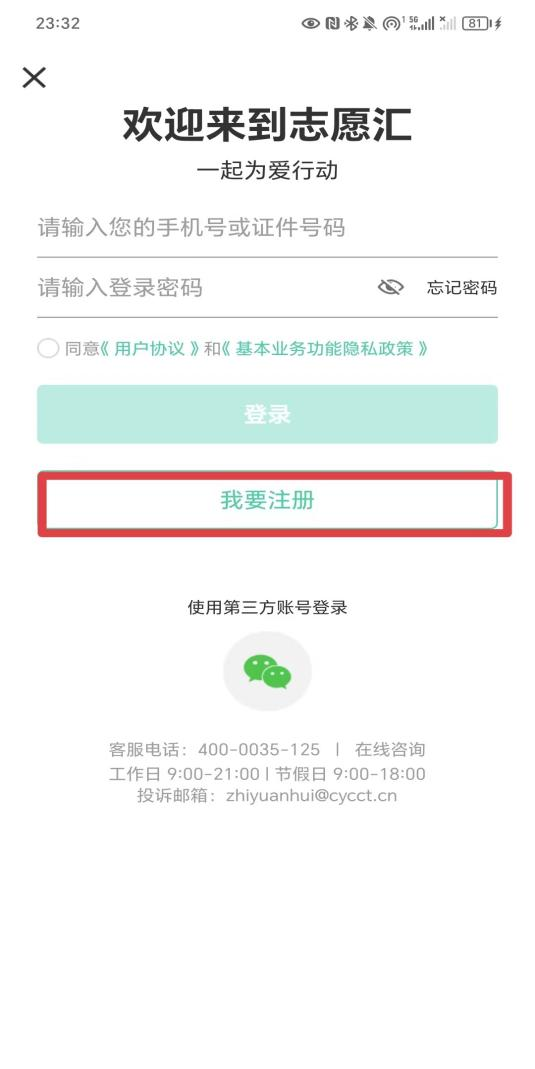 23:32
1 5G 81
欢迎来到志愿汇
一起为爱行动
请输入您的手机号或证件号码
请输入登录密码 忘记密码
同意《 用户协议 》和《 基本业务功能隐私政策 》
登录
我要注册
使用第三方账号登录
客服电话：400-0035-125 | 在线咨询
工作日 9:00-21:00 | 节假日 9:00-18:00
投诉邮箱：zhiyuanhui@cycct.cn